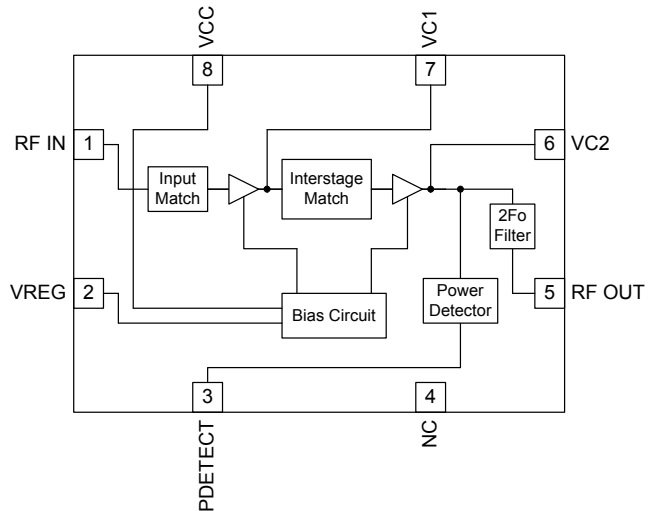 VCC
VC1
8
7
RF IN
1
6
VC2
Input
Match
Interstage
Match
2Fo
Filter
VREG
2
Bias Circuit
Power
Detector
5
RF OUT
3
4
PDETECT
NC